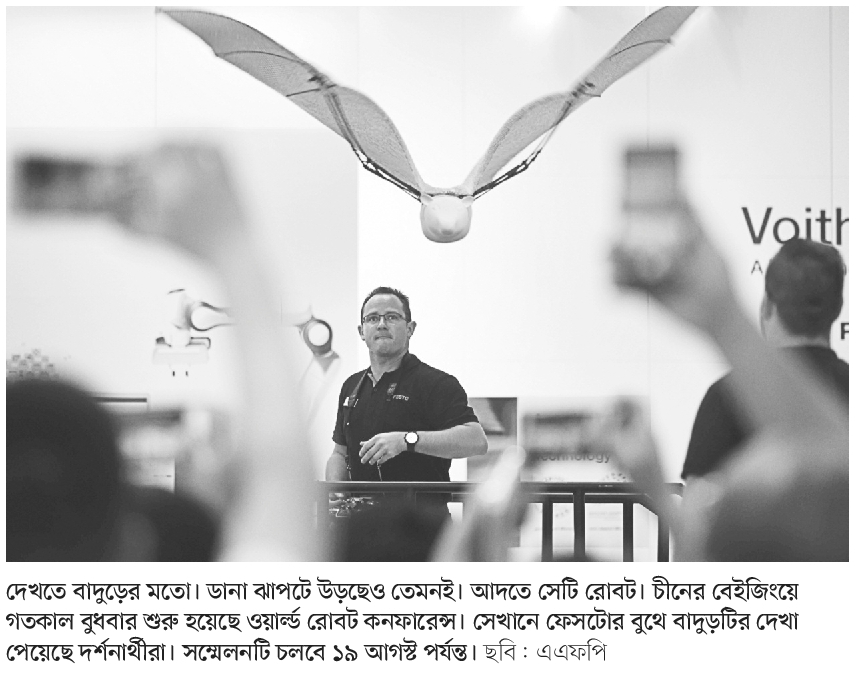 Voith
FESTO
technology
দেখতে বাদুড়ের মতো। ডানা ঝাপটে উড়ছেও তেমনই। আদতে সেটি রোবট। চীনের বেইজিংয়ে
গতকাল বুধবার শুরু হয়েছে ওয়ার্ল্ড রোবট কনফারেন্স। সেখানে ফেসটোর বুথে বাদুড়টির দেখা
পেয়েছে দর্শনার্থীরা। সম্মেলনটি চলবে ১৯ আগস্ট পর্যন্ত। ছবি : এএফপি